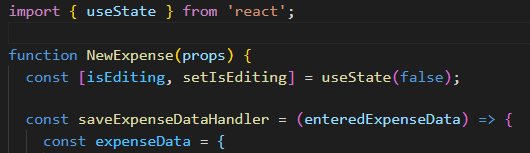 import { useState } from 'react';
function NewExpense(props) {
const [isEditing, setIsEditing] = useState(false);
const saveExpenseDataHandler = (enteredExpenseData) => {
const expenseData = {